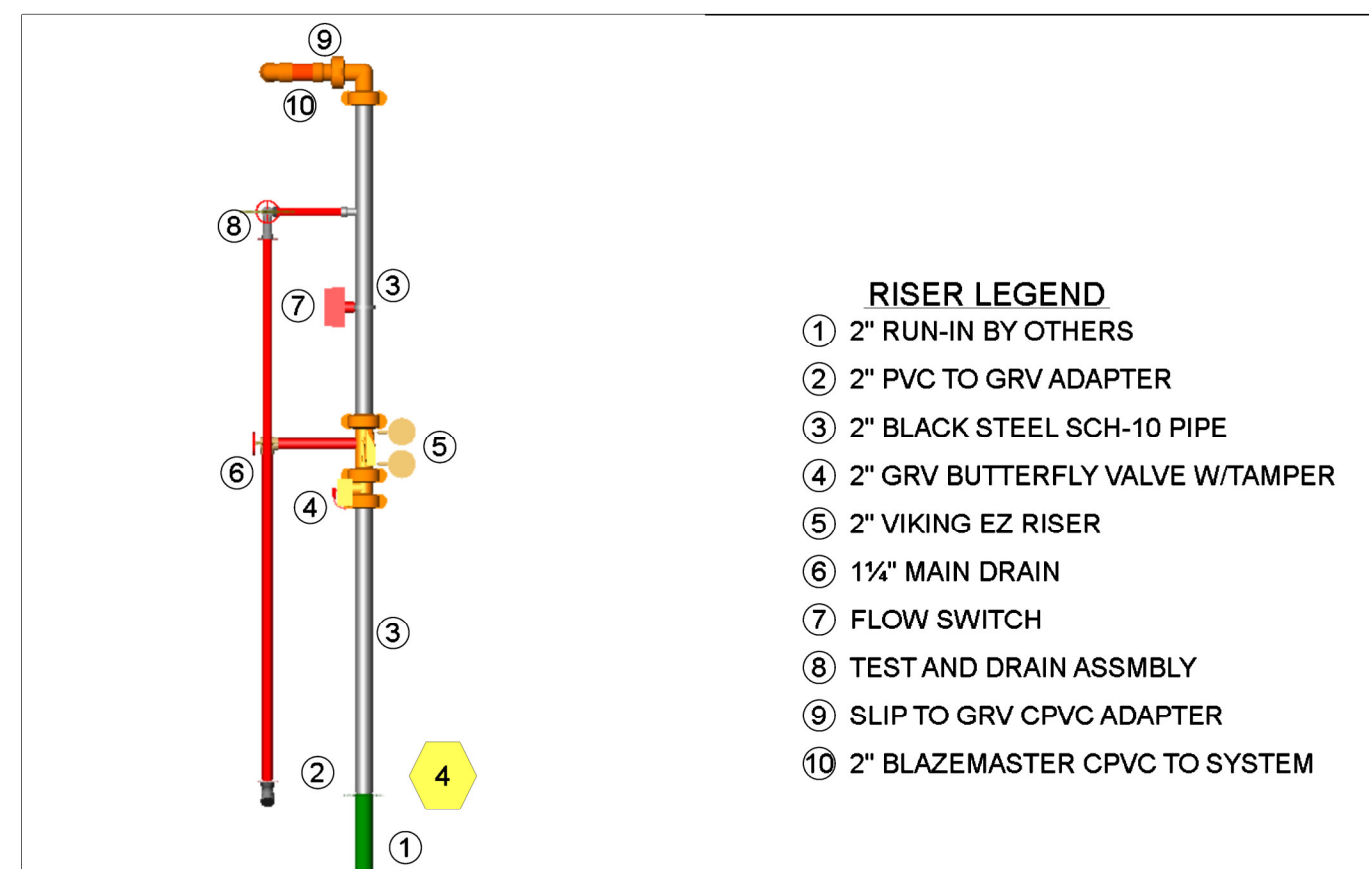 9
10
8
3
7
5
6
4
3
2
4
1
RISER LEGEND
1 2" RUN-IN BY OTHERS
2 2" PVC TO GRV ADAPTER
3 2" BLACK STEEL SCH-10 PIPE
4 2" GRV BUTTERFLY VALVE W/TAMPER
5 2" VIKING EZ RISER
6 1¼" MAIN DRAIN
7 FLOW SWITCH
8 TEST AND DRAIN ASSMBLY
9 SLIP TO GRV CPVC ADAPTER
10 2" BLAZEMASTER CPVC TO SYSTEM